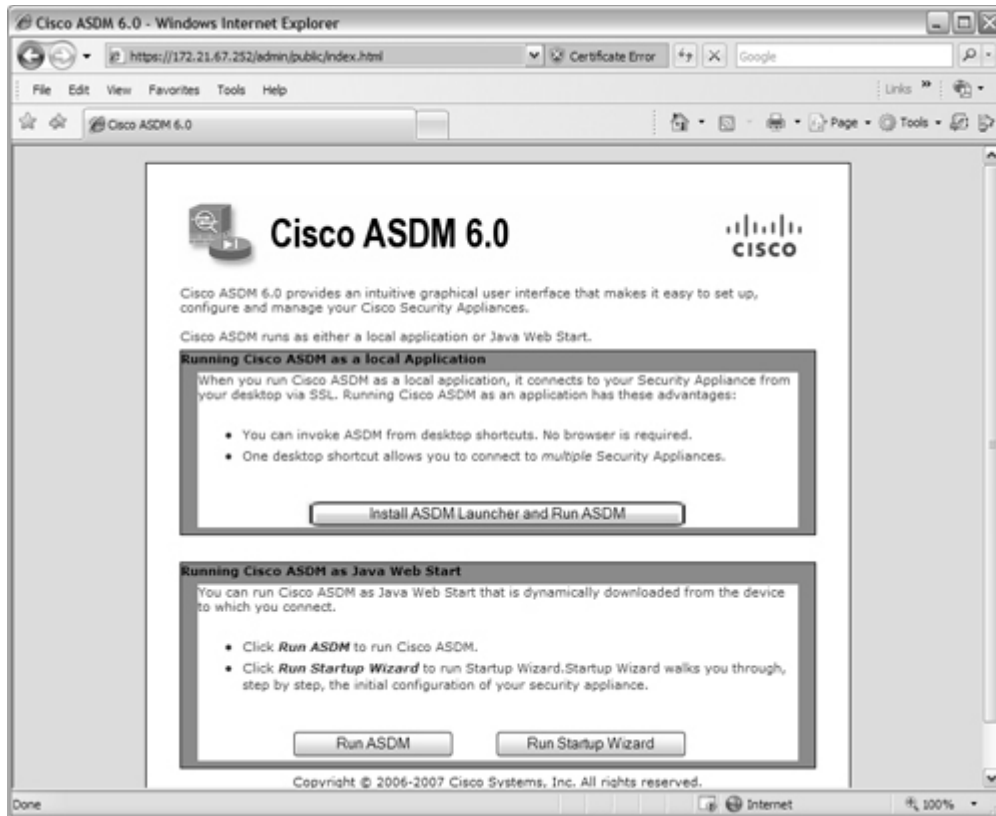 Cisco ASDM 6.0 - Windows Internet Explorer
https://172.21.67.252/admin/public/index.html
Certificate Error
Google
File Edit View Favorites Tools Help
Links »
Cisco ASDM 6.0
Page
Tools
Cisco ASDM 6.0
CISCO
Cisco ASDM 6.0 provides an intuitive graphical user interface that makes it easy to set up,
configure and manage your Cisco Security Appliances.
Cisco ASDM runs as either a local application or Java Web Start.
Running Cisco ASDM as a local Application
When you run Cisco ASDM as a local application, it connects to your Security Appliance from
your desktop via SSL. Running Cisco ASDM as an application has these advantages:
• You can invoke ASDM from desktop shortcuts. No browser is required.
• One desktop shortcut allows you to connect to multiple Security Appliances.
Install ASDM Launcher and Run ASDM
Running Cisco ASDM as Java Web Start
You can run Cisco ASDM as Java Web Start that is dynamically downloaded from the device
to which you connect.
• Click Run ASDM to run Cisco ASDM.
• Click Run Startup Wizard to run Startup Wizard.Startup Wizard walks you through,
step by step, the initial configuration of your security appliance.
Run ASDM
Run Startup Wizard
Copyright © 2006-2007 Cisco Systems, Inc. All rights reserved.
Done
Internet
100%